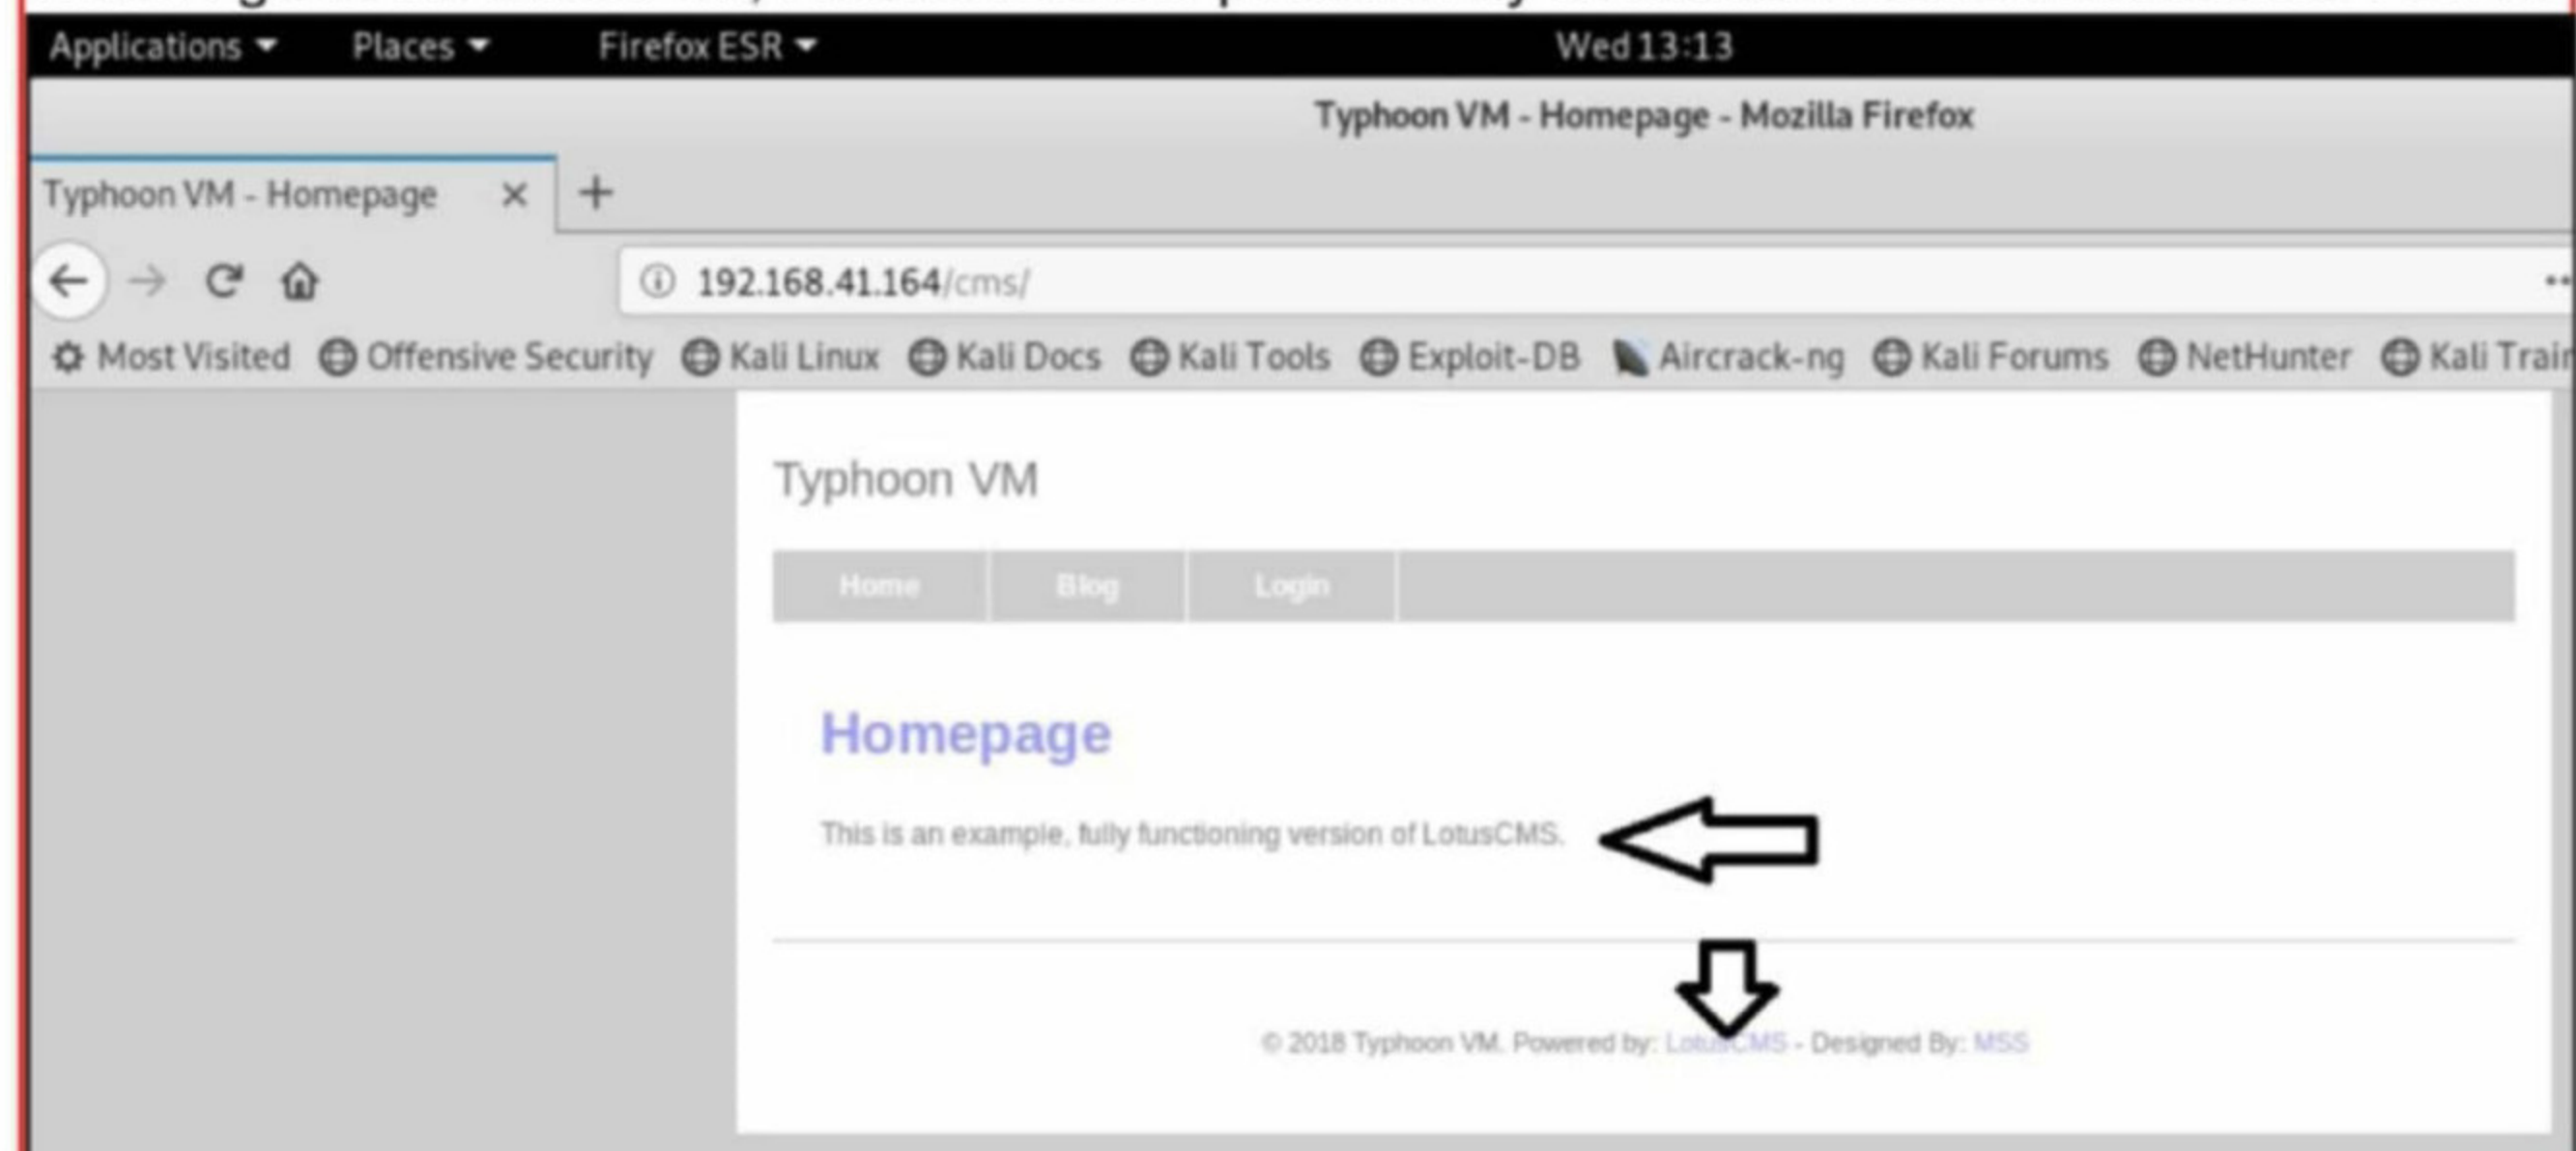 Applications Places Firefox ESR Wed 13:13
Typhoon VM - Homepage - Mozilla Firefox
Typhoon VM - Homepage
192.168.41.164/cms/
Most Visited Offensive Security Kali Linux Kali Docs Kali Tools Exploit-DB Aircrack-ng Kali Forums NetHunter Kali
Typhoon VM
Home Blog Login
Homepage
This is an example, fully functioning version of LotusCMS.
© 2018 Typhoon VM. Powered by: LotusCMS - Designed By: MSS